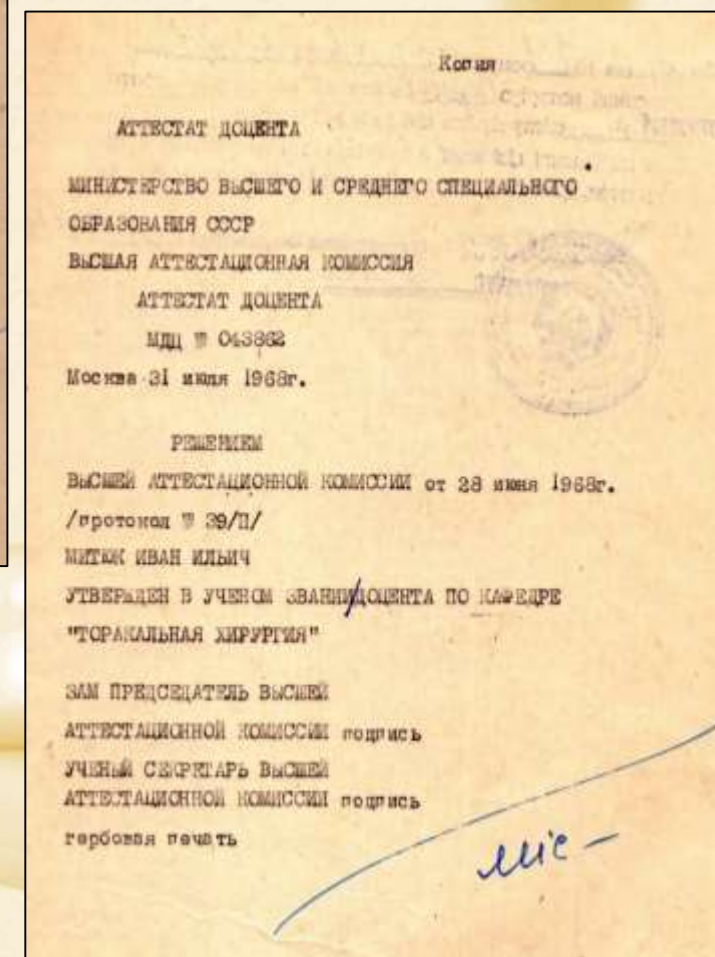 Копия
АТТЕСТАТ ДОЦЕНТА
МИНИСТЕРСТВО ВЫСШЕГО И СРЕДНЕГО СПЕЦИАЛЬНОГО
ОБРАЗОВАНИЯ СССР
ВЫСШАЯ АТТЕСТАЦИОННАЯ КОМИССИЯ
АТТЕСТАТ ДОЦЕНТА
МДЦ № 043862
Москва 31 июля 1968г.
РЕШЕНИЕМ
ВЫСШЕЙ АТТЕСТАЦИОННОЙ КОМИССИИ от 28 июня 1968г.
/протокол № 39/П/
МИТЮК ИВАН ИЛЬИЧ
УТВЕРЖДЕН В УЧЕНОМ ЗВАНИИ/ДОЦЕНТА ПО КАФЕДРЕ
"ТОРАКАЛЬНАЯ ХИРУРГИЯ"
ЗАМ ПРЕДСЕДАТЕЛЬ ВЫСШЕЙ
АТТЕСТАЦИОННОЙ КОМИССИИ подпись
УЧЕНЫЙ СЕКРЕТАРЬ ВЫСШЕЙ
АТТЕСТАЦИОННОЙ КОМИССИИ подпись
гербовая печать